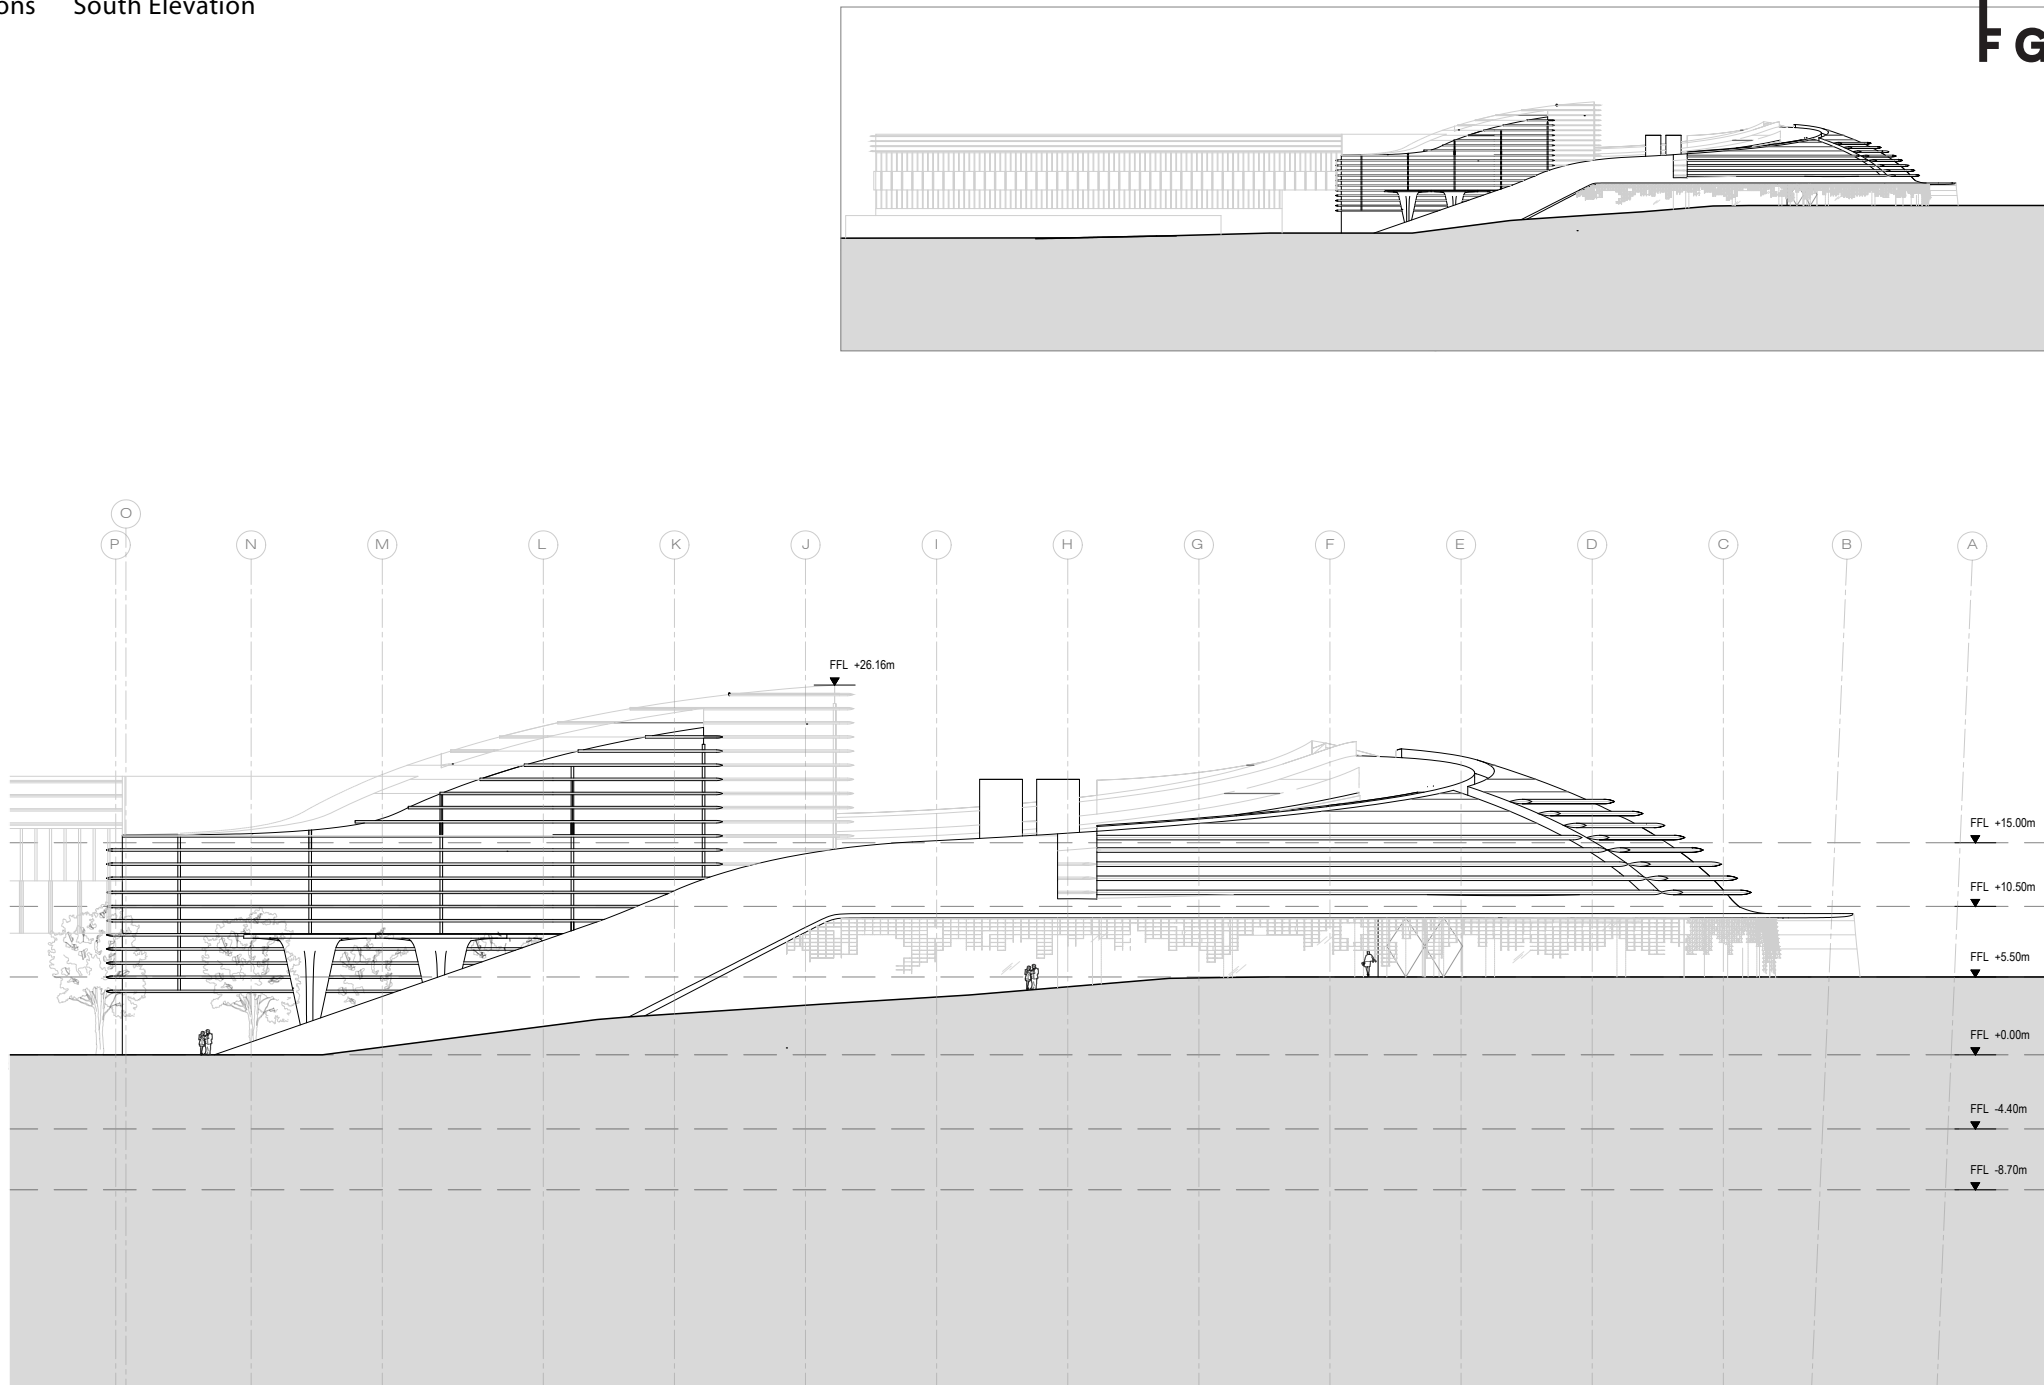 ons South Elevation
FG
O
P N M L K J I H G F E D C B A
FFL +26.16m
FFL +15.00m
FFL +10.50m
FFL +5.50m
FFL +0.00m
FFL -4.40m
FFL -8.70m